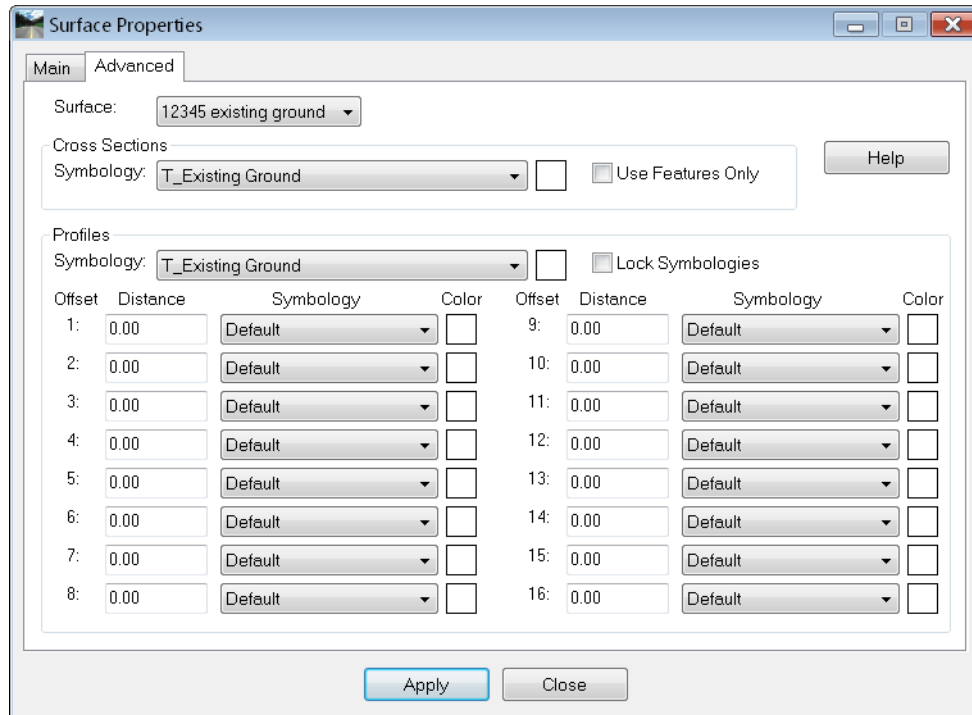 Surface Properties
Main Advanced
Surface: 12345 existing ground
Cross Sections
Symbology: T_Existing Ground Use Features Only Help
Profiles
Symbology: T_Existing Ground Lock Symbologies
Offset Distance Symbology Color Offset Distance Symbology Color
1: 0.00 Default 9: 0.00 Default
2: 0.00 Default 10: 0.00 Default
3: 0.00 Default 11: 0.00 Default
4: 0.00 Default 12: 0.00 Default
5: 0.00 Default 13: 0.00 Default
6: 0.00 Default 14: 0.00 Default
7: 0.00 Default 15: 0.00 Default
8: 0.00 Default 16: 0.00 Default
Apply Close